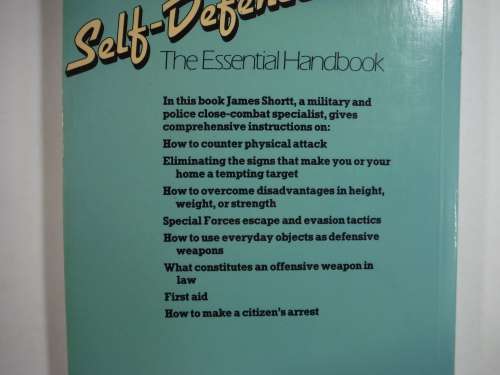 The Essential Handbook
In this book James Shortt, a military and
police close-combat specialist, gives
comprehensive instructions on:
How to counter physical attack
Eliminating the signs that make you or your
home a tempting target
How to overcome disadvantages in height,
weight, or strength
Special Forces escape and evasion tactics
How to use everyday objects as defensive
weapons
What constitutes an offensive weapon in
law
First aid
How to make a citizen's arrest